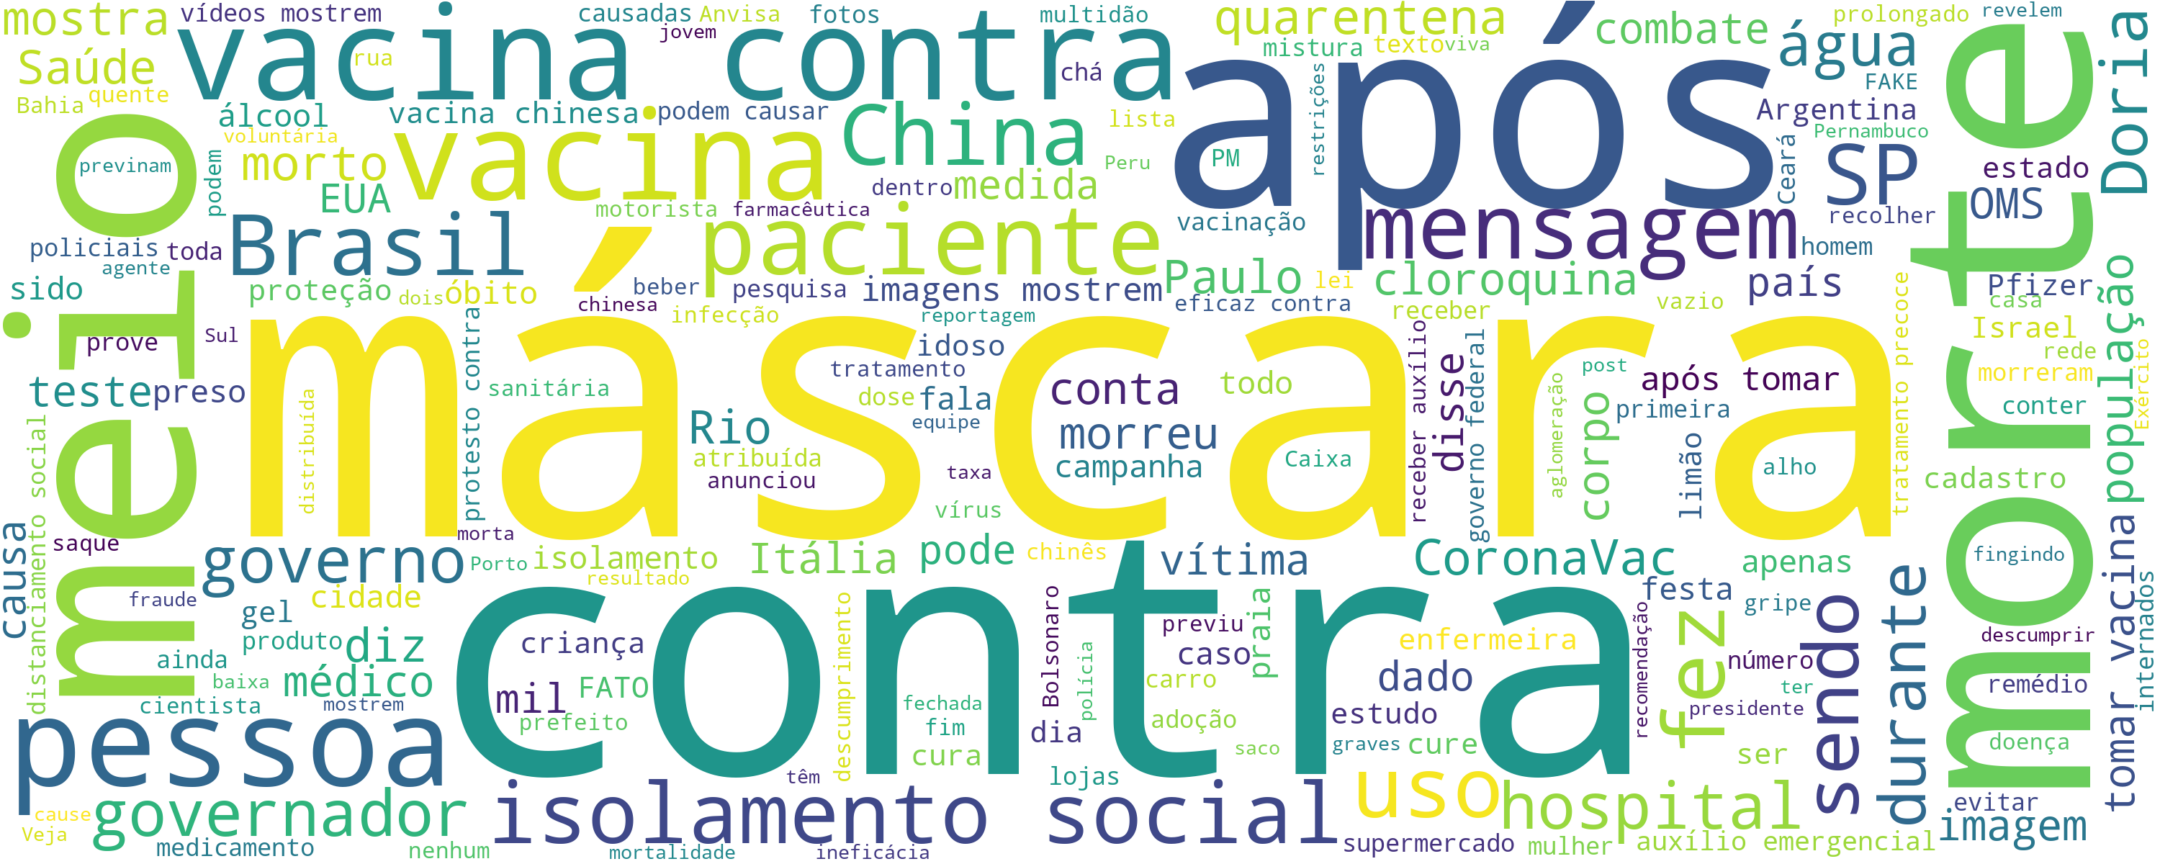 mostra
vídeos mostrem
causadas
Anvisa
fotos
multidão
quarentena
prolongado
revelem
Saúde
rua
vacina contra
jovem
chá
mistura
texto
viva
combate
água
FAKE
Doria
Bahia
quente
álcool
vacina chinesa
podem causar
lista
após
restrições
Argentina
Pernambuco
voluntária
morto
vacina
China
Peru
PM
Ceará
SP
estado
previnam
podem
EUA
dentro
medida
motorista
farmacêutica
vacinação
mensagem
recolher
OMS
policiais
toda
agente
Brasil
paciente
homem
sido
proteção
dois
óbito
chinesa
beber
pesquisa
imagens mostrem
Paulo
eficaz contra
lei
cloroquina
receber
vazio
país
Pfizer
casa
população
meio
prove
Sul
infecção
reportagem
Israel
rede
morreram
Exército
teste
preso
máscara
protesto contra
sanitária
tratamento
idoso
dose
fala
equipe
conta
todo
receber auxílio
disse
governo federal
aglomeração
post
corpo
após tomar
primeira
tratamento precoce
conter
morte
distribuída
Rio
atribuída
anunciou
taxa
morreu
campanha
Caixa
limão
alho
cadastro
distanciamento social
causa
saque
morta
vírus
governo
Porto
isolamento
resultado
Itália
pode
chinês
vítima
CoronaVac
apenas
fingindo
tomar vacina
internados
fraude
gel
cidade
festa
gripe
produto
diz
ainda
contra
criança
descumprimento
Bolsonaro
previu
caso
praia
enfermeira
recomendação
fez
número
sendo
durante
descumprir
baixa
médico
mil
FATO
fechada
polícia
carro
dado
ter
remédio
cientista
mostrem
prefeito
fim
dia
adoção
estudo
presidente
pessoa
cura
saco
graves
cure
ser
doença
lojas
cause
governador
têm
isolamento social
uso
hospital
evitar
imagem
Veja
medicamento
nenhum
mortalidade
ineficácia
supermercado
mulher
auxílio emergencial